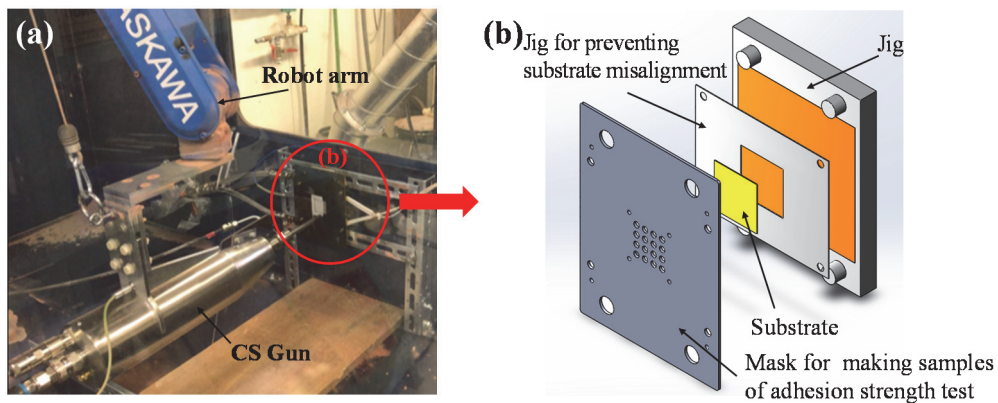 (a)
ASKAWA
Robot arm
(b)
CS Gun
(b)
Jig for preventing
substrate misalignment
Jig
Substrate
Mask for making samples
of adhesion strength test